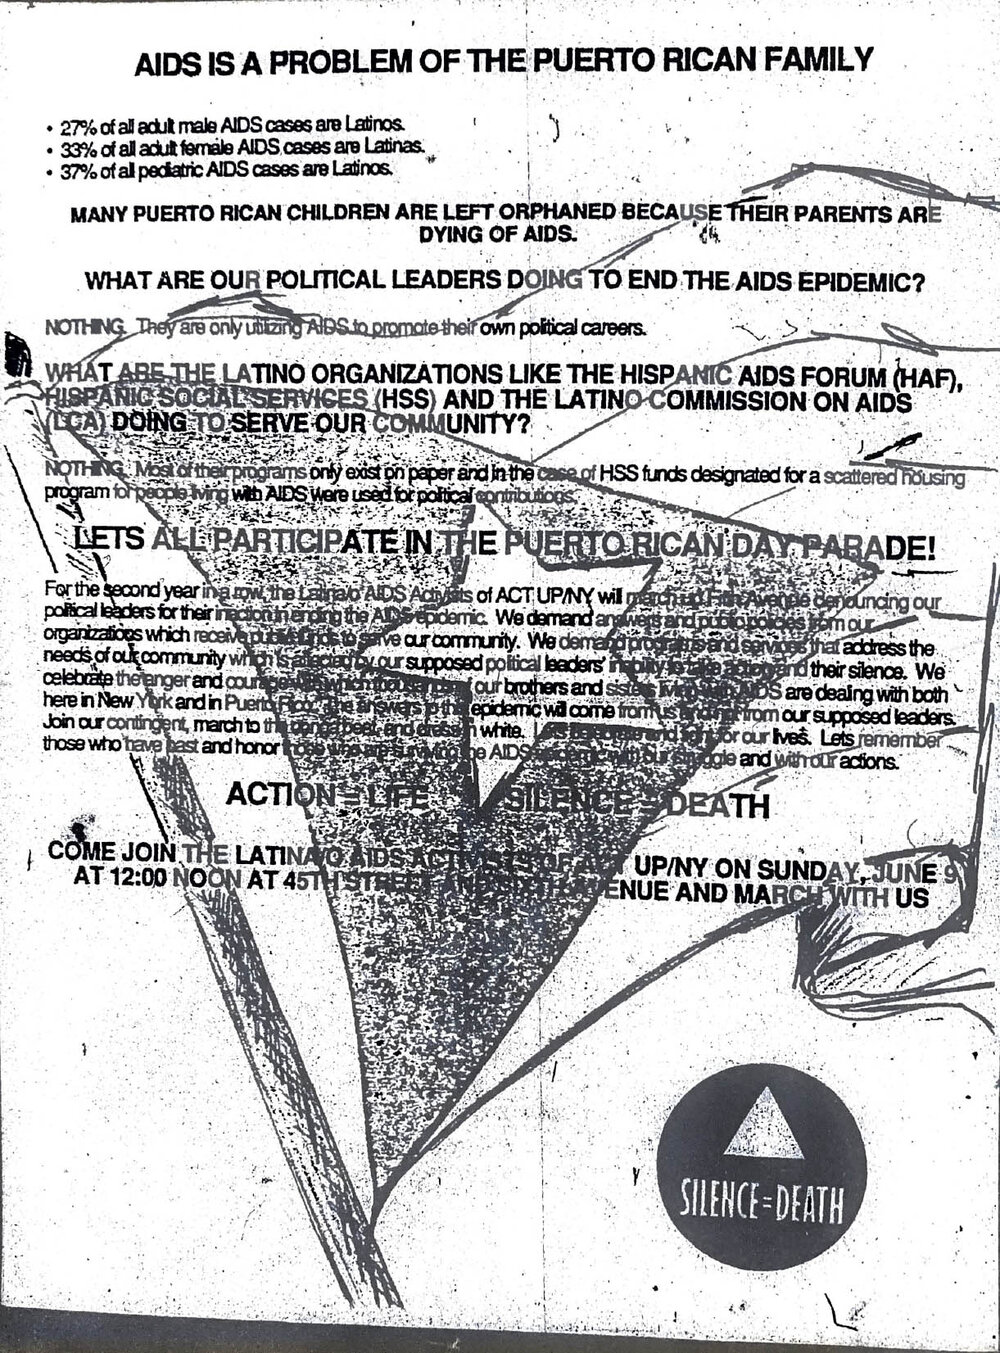 AIDS IS A PROBLEM OF THE PUERTO RICAN FAMILY
• 27% of all adult male AIDS cases are Latinos.
• 33% of all adult female AIDS cases are Latinas.
• 37% of all pediatric AIDS cases are Latinos.
MANY PUERTO RICAN CHILDREN ARE LEFT ORPHANED BECAUSE THEIR PARENTS ARE
DYING OF AIDS.
WHAT ARE OUR POLITICAL LEADERS DOING TO END THE AIDS EPIDEMIC?
NOTHING. They are only utilizing AIDS to promote their own political careers.
WHAT ARE THE LATINO ORGANIZATIONS LIKE THE HISPANIC AIDS FORUM (HAF),
HISPANIC SOCIAL SERVICES (HSS) AND THE LATINO COMMISSION ON AIDS
(LCA) DOING TO SERVE OUR COMMUNITY?
NOTHING. Most of their programs only exist on paper and in the case of HSS funds designated for a scattered housing
program for people living with AIDS were used for political contributions.
LETS ALL PARTICIPATE IN THE PUERTO RICAN DAY PARADE!
For the second year in a row, the Latina/o AIDS Activists of ACT UP/NY will march up Fifth Avenue denouncing our
political leaders for their inaction in ending the AIDS epidemic. We demand answers and public policies from our
organizations which receive public funds to serve our community. We demand programs and services that address the
needs of our community which is affected by our supposed political leaders' inability to take action and their silence. We
celebrate the anger and courage with which thousands of our brothers and sisters living with AIDS are dealing with both
here in New York and in Puerto Rico. The answers to this epidemic will come from us and not from our supposed leaders.
Join our contingent, march to the conga beat, and dress in white. Lets be loud and fight for our lives. Lets remember
those who have past and honor those who are surviving the AIDS epidemic with our struggle and with our actions.
ACTION = LIFE SILENCE = DEATH
COME JOIN THE LATINA/O AIDS ACTIVISTS OF ACT UP/NY ON SUNDAY, JUNE 9
AT 12:00 NOON AT 45TH STREET AND SIXTH AVENUE AND MARCH WITH US
SILENCE=DEATH